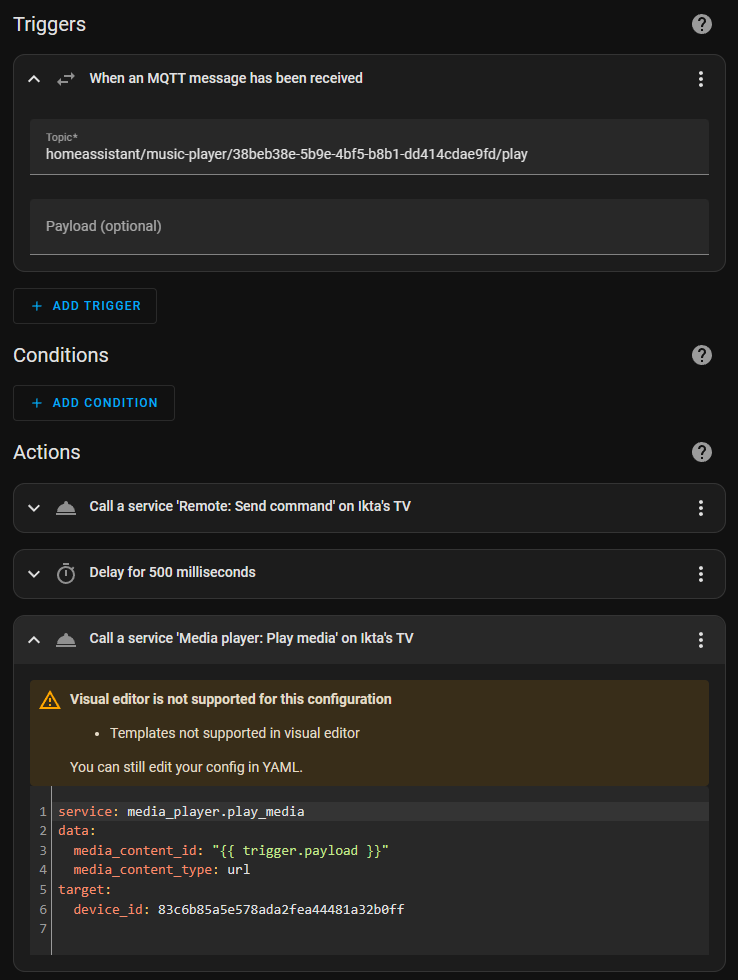 Triggers
When an MQTT message has been received
Topic*
homeassistant/music-player/38beb38e-5b9e-4bf5-b8b1-dd414cdae9fd/play
Payload (optional)
+ ADD TRIGGER
Conditions
+ ADD CONDITION
Actions
Call a service 'Remote: Send command' on Ikta's TV
Delay for 500 milliseconds
Call a service 'Media player: Play media' on Ikta's TV
Visual editor is not supported for this configuration
• Templates not supported in visual editor
You can still edit your config in YAML.
1 service: media_player.play_media
2 data:
3   media_content_id: "{{ trigger.payload }}"
4   media_content_type: url
5 target:
6   device_id: 83c6b85a5e578ada2fea44481a32b0ff
7